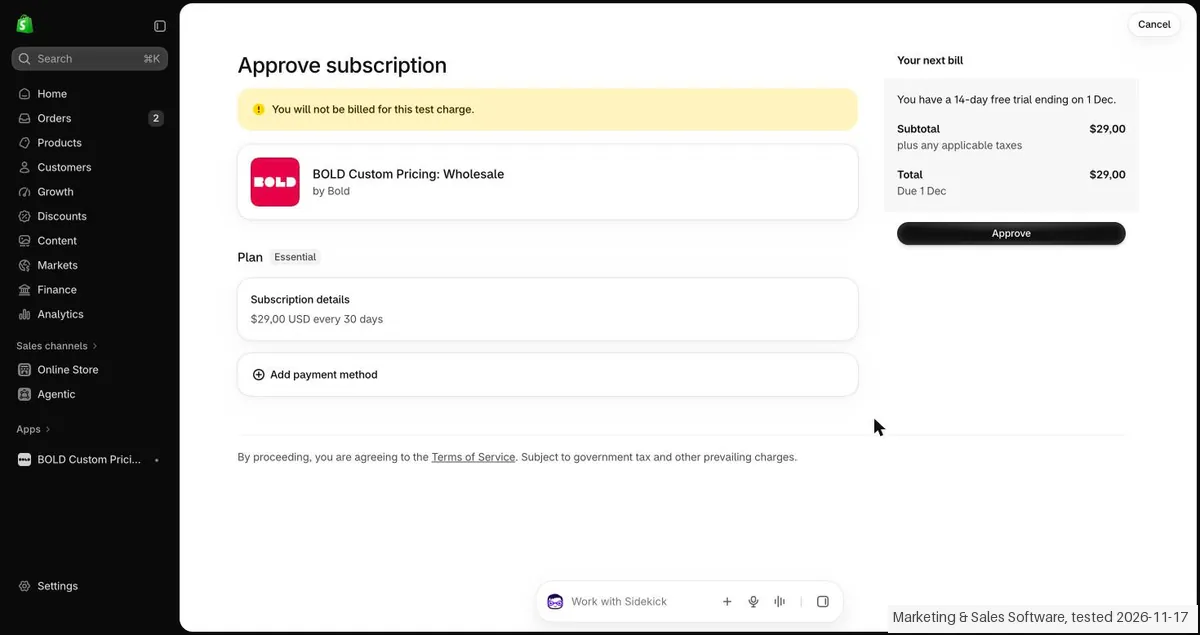 Search
⌘K
Home
Orders
2
Products
Customers
Growth
Discounts
Content
Markets
Finance
Analytics
Sales channels
Online Store
Agentic
Apps
BOLD Custom Prici...
Settings
Cancel
Approve subscription
You will not be billed for this test charge.
BOLD
BOLD Custom Pricing: Wholesale
by Bold
Plan
Essential
Subscription details
$29,00 USD every 30 days
Add payment method
By proceeding, you are agreeing to the Terms of Service. Subject to government tax and other prevailing charges.
Your next bill
You have a 14-day free trial ending on 1 Dec.
Subtotal $29,00
plus any applicable taxes
Total $29,00
Due 1 Dec
Approve
Work with Sidekick
Marketing & Sales Software, tested 2026-11-17